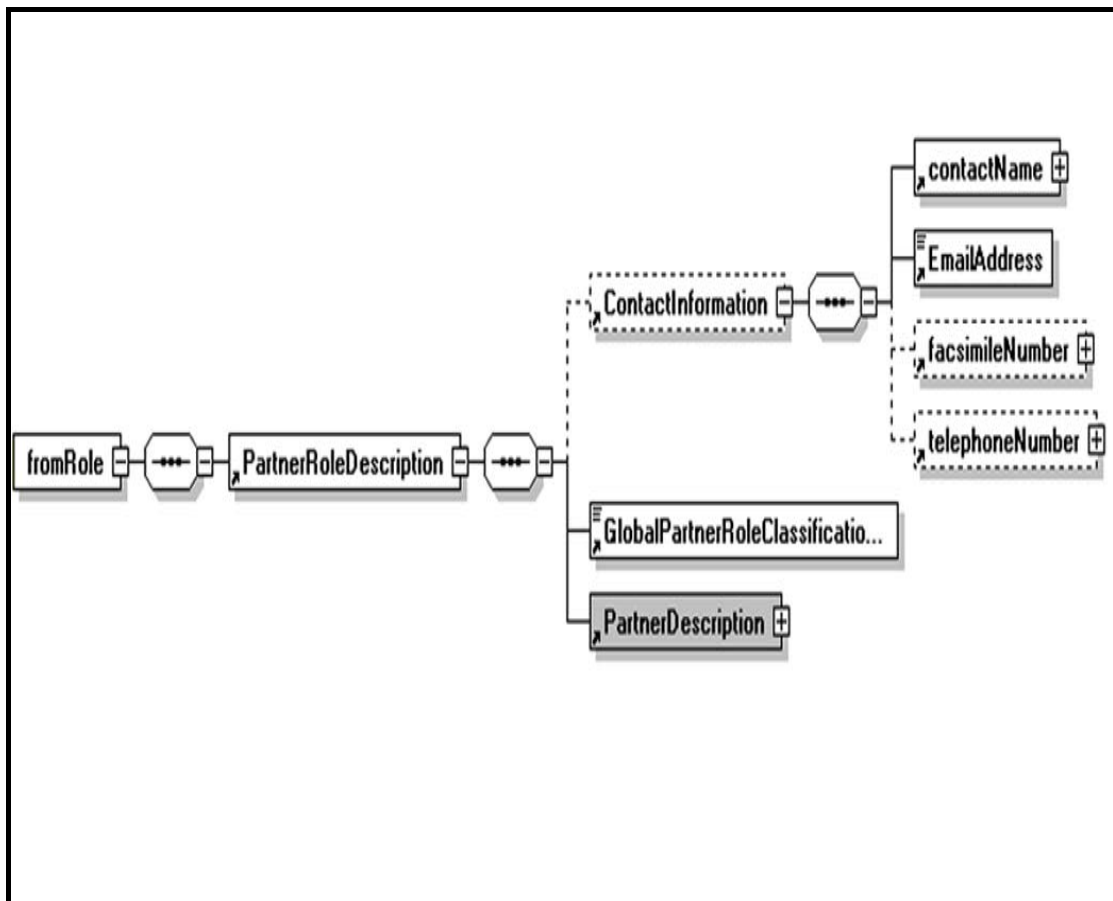 contactName
EmailAddress
ContactInformation
facsimileNumber
telephoneNumber
fromRole
PartnerRoleDescription
GlobalPartnerRoleClassificatio...
PartnerDescription